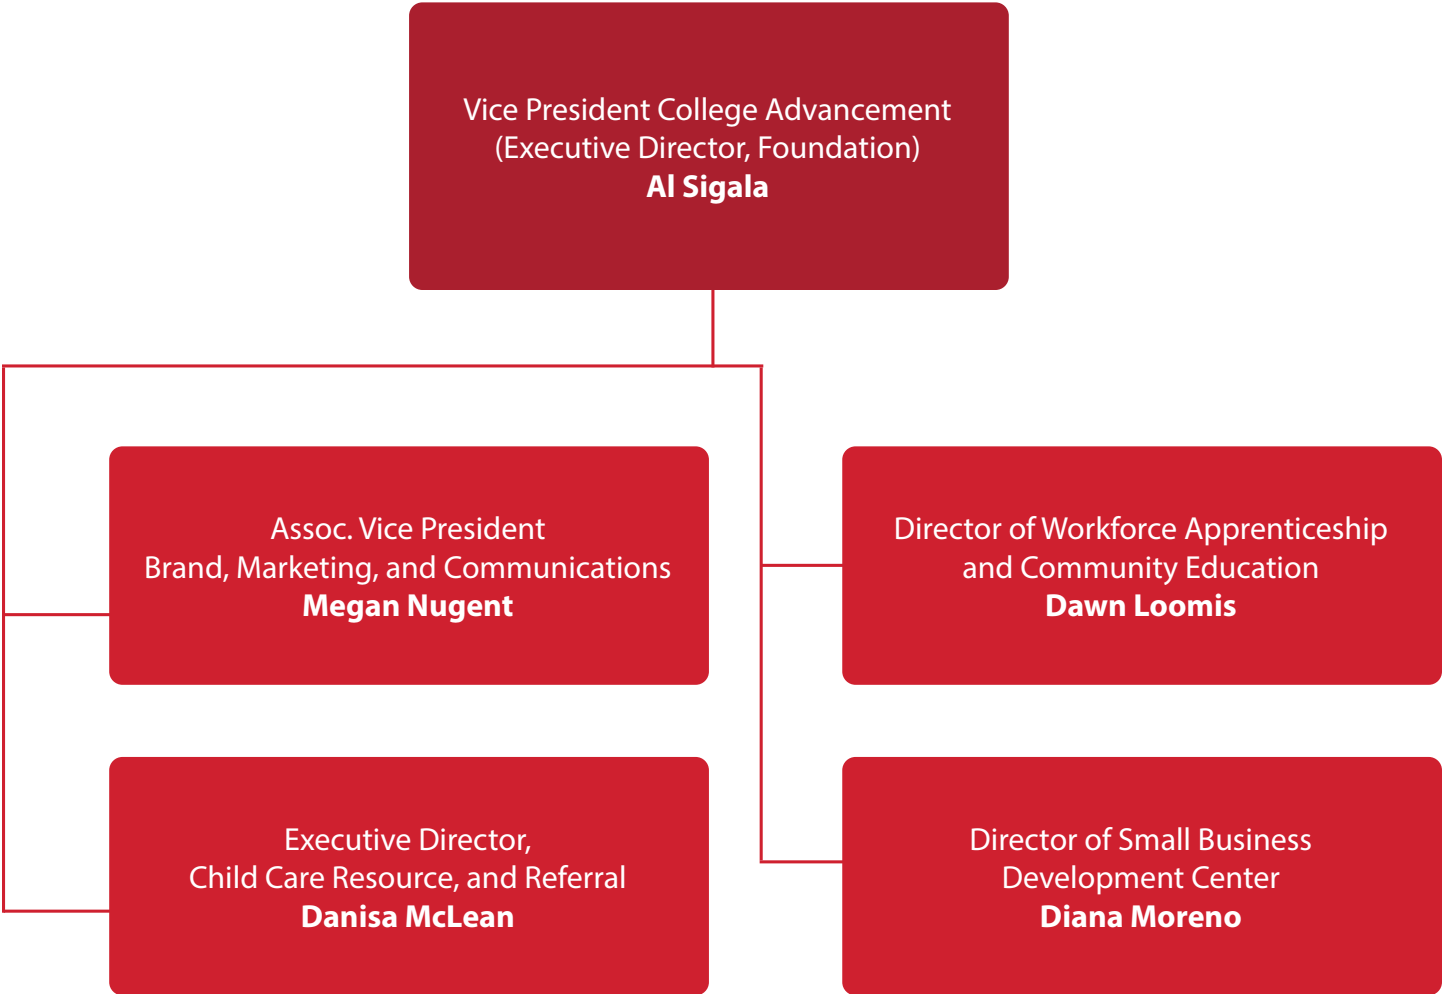 Vice President College Advancement
(Executive Director, Foundation)
Al Sigala
Assoc. Vice President
Brand, Marketing, and Communications
Megan Nugent
Director of Workforce Apprenticeship
and Community Education
Dawn Loomis
Executive Director,
Child Care Resource, and Referral
Danisa McLean
Director of Small Business
Development Center
Diana Moreno